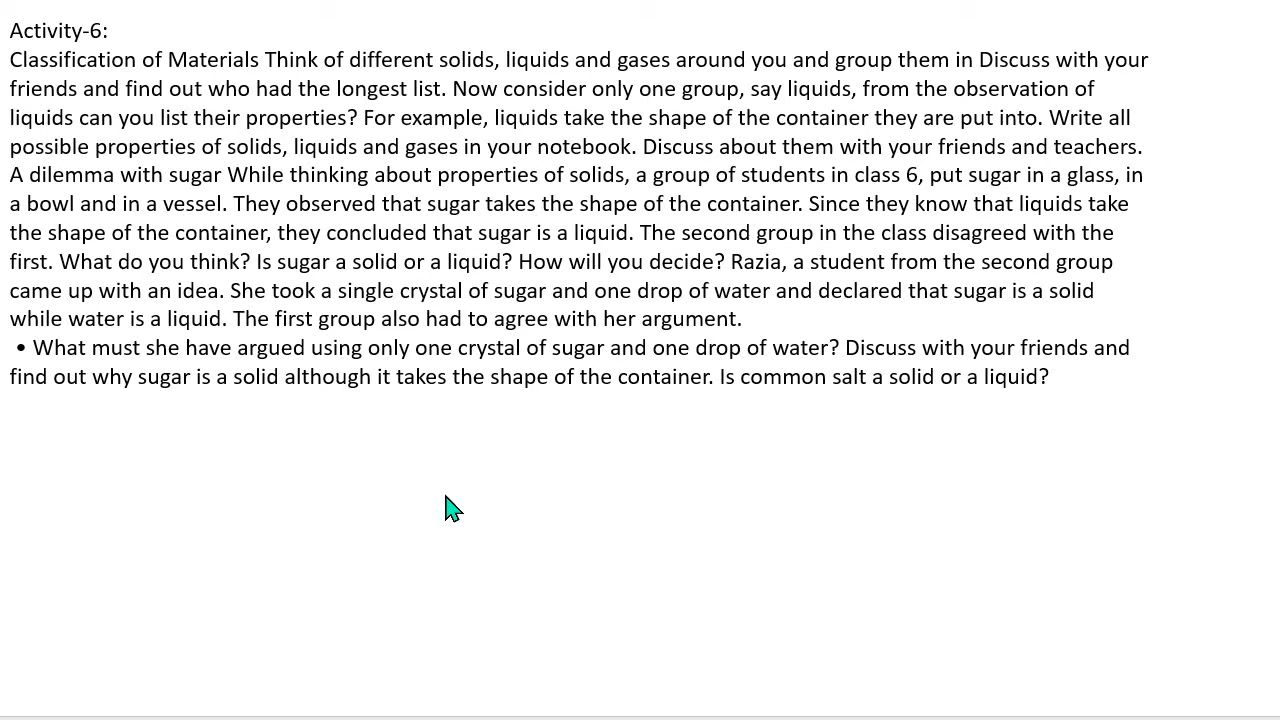 Activity-6:
Classification of Materials Think of different solids, liquids and gases around you and group them in Discuss with your
friends and find out who had the longest list. Now consider only one group, say liquids, from the observation of
liquids can you list their properties? For example, liquids take the shape of the container they are put into. Write all
possible properties of solids, liquids and gases in your notebook. Discuss about them with your friends and teachers.
A dilemma with sugar While thinking about properties of solids, a group of students in class 6, put sugar in a glass, in
a bowl and in a vessel. They observed that sugar takes the shape of the container. Since they know that liquids take
the shape of the container, they concluded that sugar is a liquid. The second group in the class disagreed with the
first. What do you think? Is sugar a solid or a liquid? How will you decide? Razia, a student from the second group
came up with an idea. She took a single crystal of sugar and one drop of water and declared that sugar is a solid
while water is a liquid. The first group also had to agree with her argument.
• What must she have argued using only one crystal of sugar and one drop of water? Discuss with your friends and
find out why sugar is a solid although it takes the shape of the container. Is common salt a solid or a liquid?